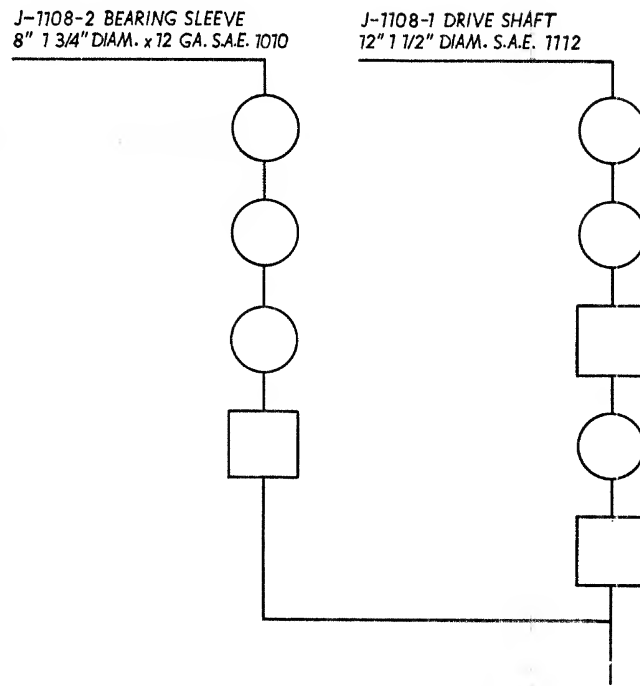 J-1108-2 BEARING SLEEVE
8" 1 3/4" DIAM. x 12 GA. S.A.E. 1010
J-1108-1 DRIVE SHAFT
12" 1 1/2" DIAM. S.A.E. 1112